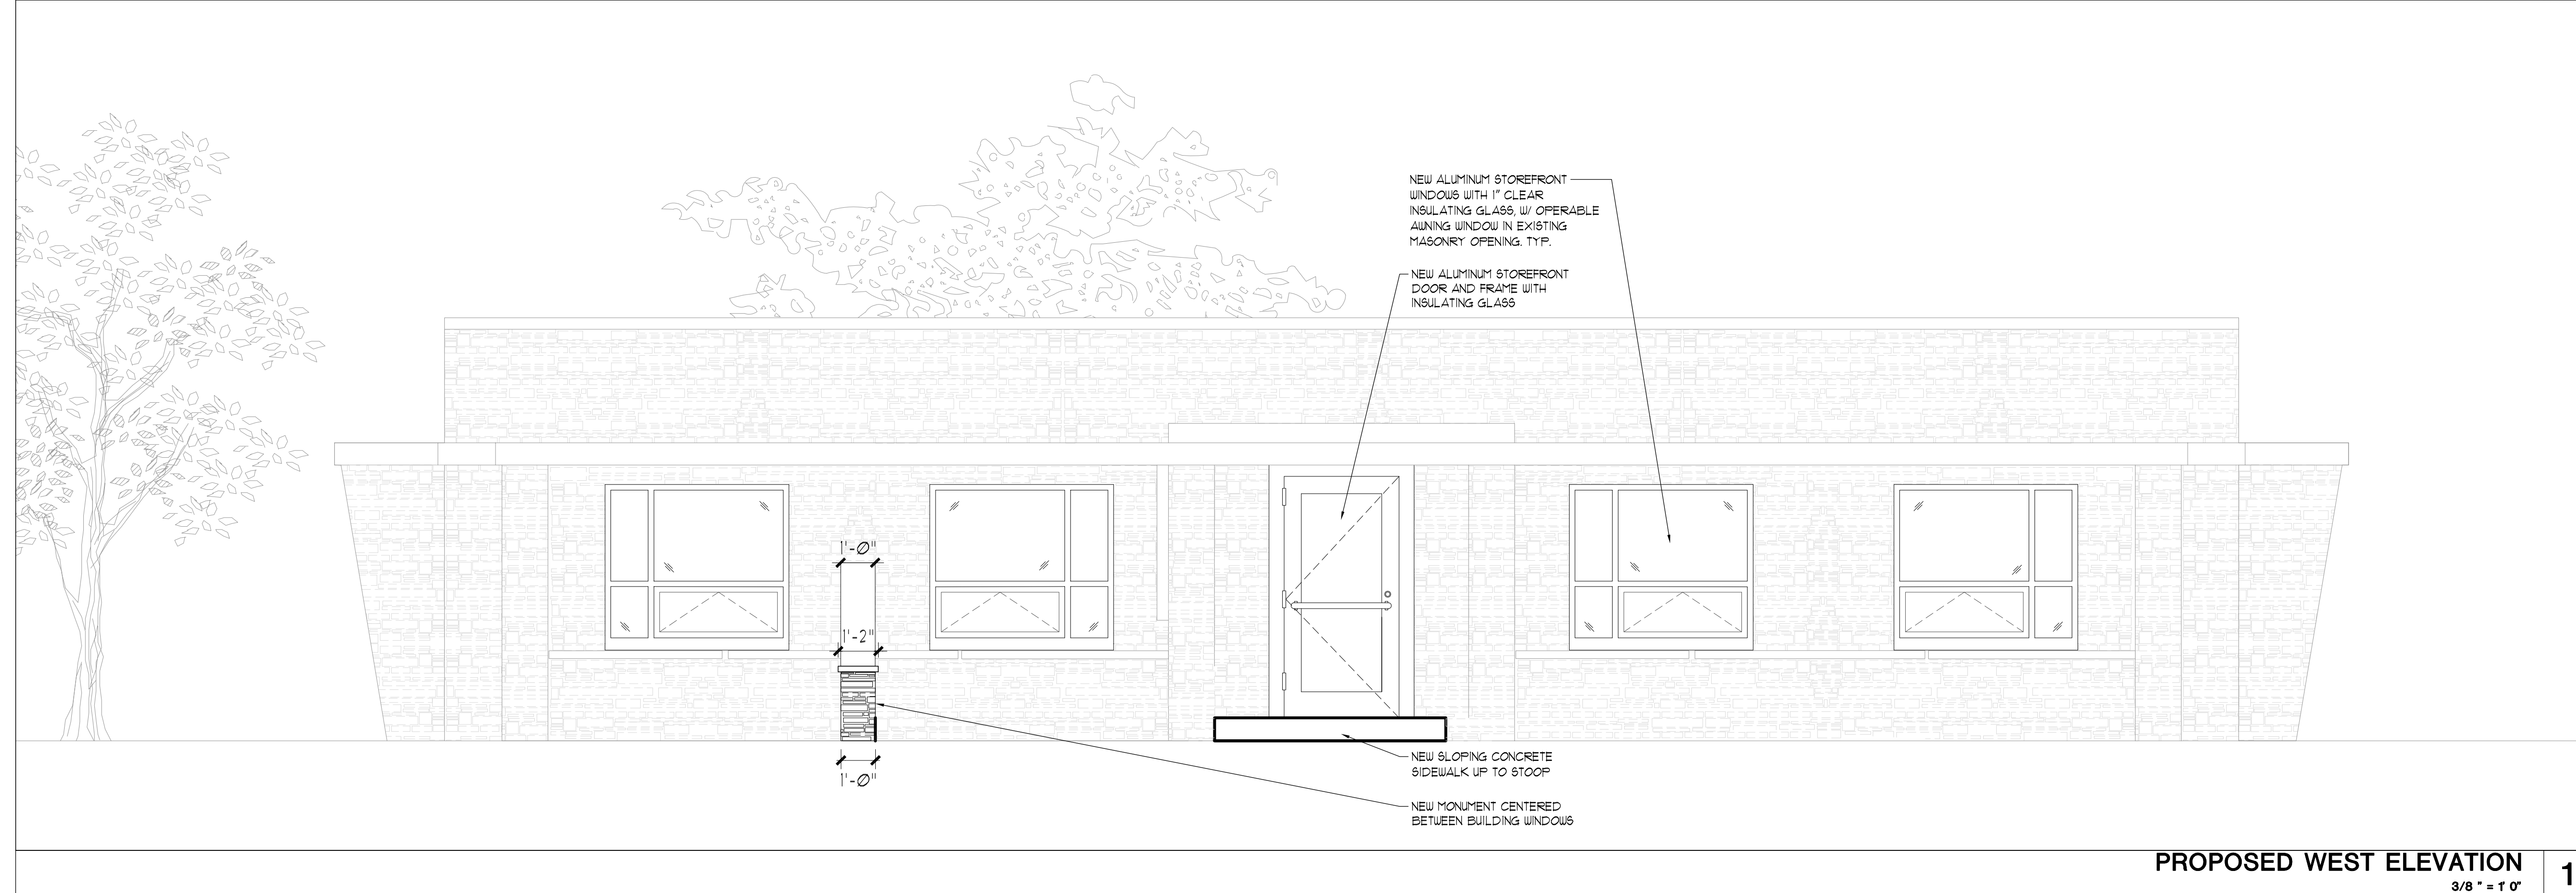 NEW ALUMINUM STOREFRONT
WINDOWS WITH 1" CLEAR
INSULATING GLASS, W/ OPERABLE
AWNING WINDOW IN EXISTING
MASONRY OPENING. TYP.
NEW ALUMINUM STOREFRONT
DOOR AND FRAME WITH
INSULATING GLASS
1'-Ø"
1'-2"
1'-Ø"
NEW SLOPING CONCRETE
SIDEWALK UP TO STOOP
NEW MONUMENT CENTERED
BETWEEN BUILDING WINDOWS
PROPOSED WEST ELEVATION
3/8 " = 1' 0"
1